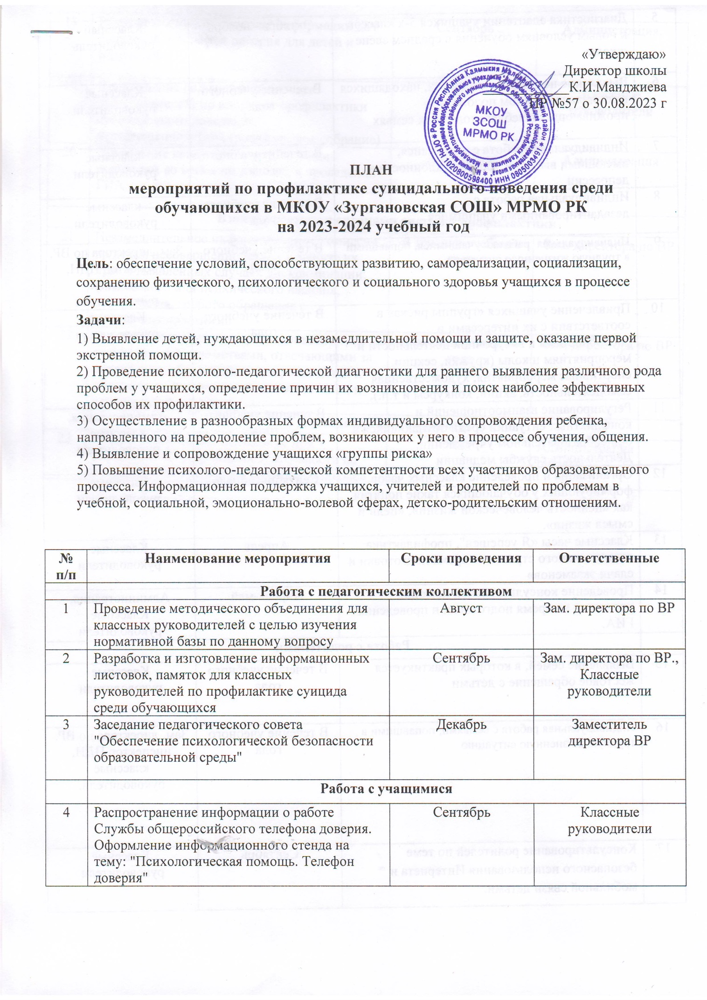 «Утверждаю»
Директор школы
К.И.Манджиева
ПР №57 о 30.08.2023 г
Россия Республика Калмыкия Малодербетовский район
ОГРН 1020800598400 ИНН 0805003491
МКОУ
ЗСОШ
МРМО РК
ПЛАН
мероприятий по профилактике суицидального поведения среди
обучающихся в МКОУ «Зургановская СОШ» МРМО РК
на 2023-2024 учебный год
Цель: обеспечение условий, способствующих развитию, самореализации, социализации,
сохранению физического, психологического и социального здоровья учащихся в процессе
обучения.
Задачи:
1) Выявление детей, нуждающихся в незамедлительной помощи и защите, оказание первой
экстренной помощи.
2) Проведение психолого-педагогической диагностики для раннего выявления различного рода
проблем у учащихся, определение причин их возникновения и поиск наиболее эффективных
способов их профилактики.
3) Осуществление в разнообразных формах индивидуального сопровождения ребенка,
направленного на преодоление проблем, возникающих у него в процессе обучения, общения.
4) Выявление и сопровождение учащихся «группы риска»
5) Повышение психолого-педагогической компетентности всех участников образовательного
процесса. Информационная поддержка учащихся, учителей и родителей по проблемам в
учебной, социальной, эмоционально-волевой сферах, детско-родительским отношениям.
№ Наименование мероприятия Сроки проведения Ответственные
п/п
Работа с педагогическим коллективом
1 Проведение методического объединения для Август Зам. директора по ВР
классных руководителей с целью изучения
нормативной базы по данному вопросу
2 Разработка и изготовление информационных Сентябрь Зам. директора по ВР.,
листовок, памяток для классных Классные
руководителей по профилактике суицида руководители
среди обучающихся
3 Заседание педагогического совета Декабрь Заместитель
"Обеспечение психологической безопасности директора ВР
образовательной среды"
Работа с учащимися
4 Распространение информации о работе Сентябрь Классные
Службы общероссийского телефона доверия. руководители
Оформление информационного стенда на
тему: "Психологическая помощь. Телефон
доверия"